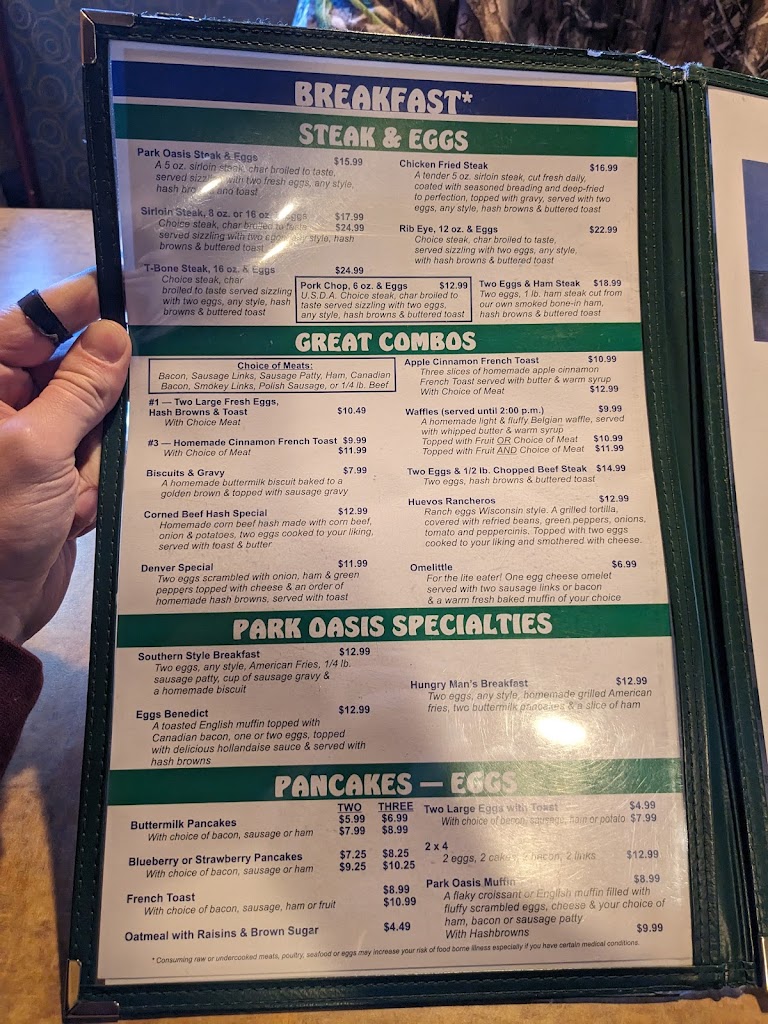 BREAKFAST*
STEAK & EGGS
Park Oasis Steak & Eggs $15.99
A 5 oz. sirloin steak, char broiled to taste,
served sizzling with two fresh eggs, any style,
hash browns and toast
Sirloin Steak, 8 oz. or 16 oz. & Eggs $17.99
Choice steak, char broiled to taste $24.99
served sizzling with two eggs, any style, hash
browns & buttered toast
T-Bone Steak, 16 oz. & Eggs $24.99
Choice steak, char
broiled to taste served sizzling
with two eggs, any style, hash
browns & buttered toast
Chicken Fried Steak $16.99
A tender 5 oz. sirloin steak, cut fresh daily,
coated with seasoned breading and deep-fried
to perfection, topped with gravy, served with two
eggs, any style, hash browns & buttered toast
Rib Eye, 12 oz. & Eggs $22.99
Choice steak, char broiled to taste,
served sizzling with two eggs, any style,
with hash browns & buttered toast
Pork Chop, 6 oz. & Eggs $12.99
U.S.D.A. Choice steak, char broiled to
taste served sizzling with two eggs,
any style, hash browns & buttered toast
Two Eggs & Ham Steak $18.99
Two eggs, 1 lb. ham steak cut from
our own smoked bone-in ham,
hash browns & buttered toast
GREAT COMBOS
Choice of Meats:
Bacon, Sausage Links, Sausage Patty, Ham, Canadian
Bacon, Smokey Links, Polish Sausage, or 1/4 lb. Beef
#1 — Two Large Fresh Eggs,
Hash Browns & Toast $10.49
With Choice Meat
#3 — Homemade Cinnamon French Toast $9.99
With Choice of Meat $11.99
Biscuits & Gravy $7.99
A homemade buttermilk biscuit baked to a
golden brown & topped with sausage gravy
Corned Beef Hash Special $12.99
Homemade corn beef hash made with corn beef,
onion & potatoes, two eggs cooked to your liking,
served with toast & butter
Denver Special $11.99
Two eggs scrambled with onion, ham & green
peppers topped with cheese & an order of
homemade hash browns, served with toast
Apple Cinnamon French Toast $10.99
Three slices of homemade apple cinnamon
French Toast served with butter & warm syrup
With Choice of Meat $12.99
Waffles (served until 2:00 p.m.) $9.99
A homemade light & fluffy Belgian waffle, served
with whipped butter & warm syrup
Topped with Fruit OR Choice of Meat $10.99
Topped with Fruit AND Choice of Meat $11.99
Two Eggs & 1/2 lb. Chopped Beef Steak $14.99
Two eggs, hash browns & buttered toast
Huevos Rancheros $12.99
Ranch eggs Wisconsin style. A grilled tortilla,
covered with refried beans, green peppers, onions,
tomato and peppercinis. Topped with two eggs
cooked to your liking and smothered with cheese.
Omelittle $6.99
For the lite eater! One egg cheese omelet
served with two sausage links or bacon
& a warm fresh baked muffin of your choice
PARK OASIS SPECIALTIES
Southern Style Breakfast $12.99
Two eggs, any style, American Fries, 1/4 lb.
sausage patty, cup of sausage gravy &
a homemade biscuit
Eggs Benedict $12.99
A toasted English muffin topped with
Canadian bacon, one or two eggs, topped
with delicious hollandaise sauce & served with
hash browns
Hungry Man's Breakfast $12.99
Two eggs, any style, homemade grilled American
fries, two buttermilk pancakes & a slice of ham
PANCAKES — EGGS
TWO THREE
Buttermilk Pancakes $5.99 $6.99
With choice of bacon, sausage or ham $7.99 $8.99
Blueberry or Strawberry Pancakes $7.25 $8.25
With choice of bacon, sausage or ham $9.25 $10.25
French Toast $8.99
With choice of bacon, sausage, ham or fruit $10.99
Oatmeal with Raisins & Brown Sugar $4.49
Two Large Eggs with Toast $4.99
With choice of bacon, sausage, ham or potato $7.99
2 x 4
2 eggs, 2 cakes, 2 bacon, 2 links $12.99
Park Oasis Muffin $8.99
A flaky croissant or English muffin filled with
fluffy scrambled eggs, cheese & your choice of
ham, bacon or sausage patty
With Hashbrowns $9.99
* Consuming raw or undercooked meats, poultry, seafood or eggs may increase your risk of food borne illness especially if you have certain medical conditions.